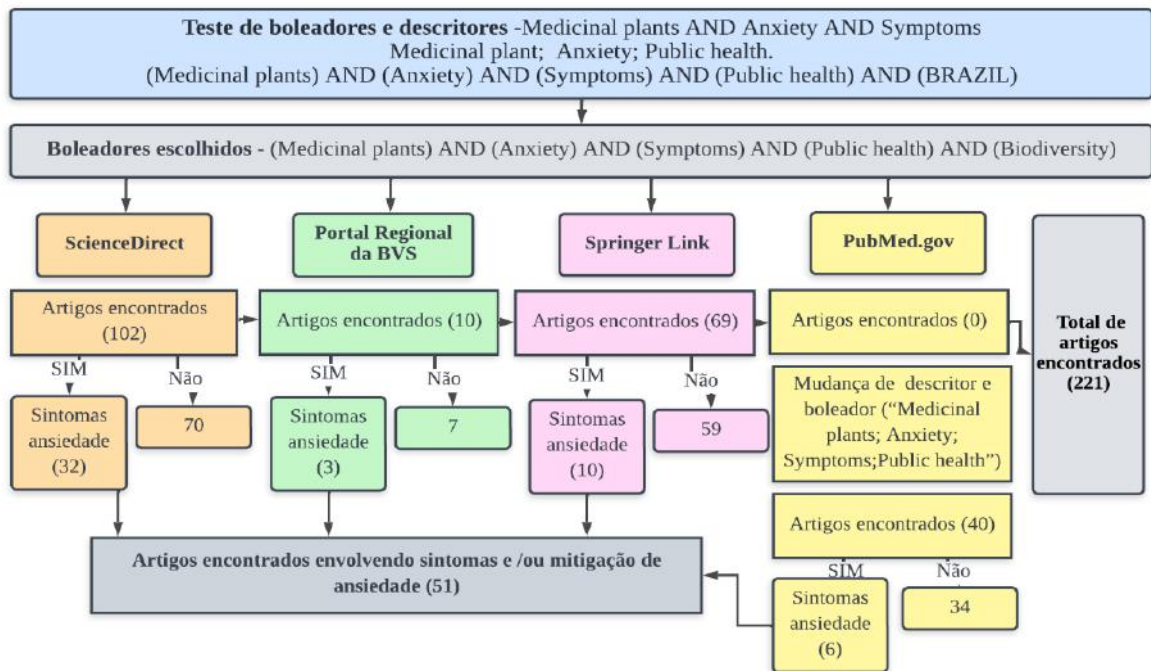 Teste de boleadores e descritores -Medicinal plants AND Anxiety AND Symptoms
Medicinal plant; Anxiety; Public health.
(Medicinal plants) AND (Anxiety) AND (Symptoms) AND (Public health) AND (BRAZIL)
Boleadores escolhidos - (Medicinal plants) AND (Anxiety) AND (Symptoms) AND (Public health) AND (Biodiversity)
ScienceDirect
Portal Regional
da BVS
Springer Link
PubMed.gov
Artigos encontrados
(102)
Artigos encontrados (10)
Artigos encontrados (69)
Artigos encontrados (0)
Total de
artigos
encontrados
(221)
SIM
Não
SIM
Não
SIM
Não
Sintomas
ansiedade
(32)
70
Sintomas
ansiedade
(3)
7
Sintomas
ansiedade
(10)
59
Mudança de descritor e
boleador (“Medicinal
plants; Anxiety;
Symptoms;Public health”)
Artigos encontrados (40)
SIM
Não
Sintomas
ansiedade
(6)
34
Artigos encontrados envolvendo sintomas e /ou mitigação de
ansiedade (51)